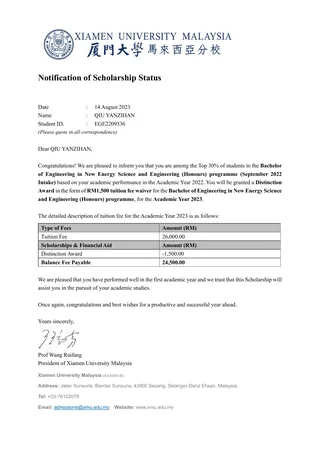 XIAMEN UNIVERSITY MALAYSIA
厦门大学 馬來西亞分校
Notification of Scholarship Status
Date : 14 August 2023
Name : QIU YANZIHAN
Student ID. : EGE2209336
(Please quote in all correspondence)
Dear QIU YANZIHAN,
Congratulations! We are pleased to inform you that you are among the Top 30% of students in the Bachelor
of Engineering in New Energy Science and Engineering (Honours) programme (September 2022
Intake) based on your academic performance in the Academic Year 2022. You will be granted a Distinction
Award in the form of RM1,500 tuition fee waiver for the Bachelor of Engineering in New Energy Science
and Engineering (Honours) programme, for the Academic Year 2023.
The detailed description of tuition fee for the Academic Year 2023 is as follows:
Type of Fees Amount (RM)
Tuition Fee 26,000.00
Scholarships & Financial Aid Amount (RM)
Distinction Award -1,500.00
Balance Fee Payable 24,500.00
We are pleased that you have performed well in the first academic year and we trust that this Scholarship will
assist you in the pursuit of your academic studies.
Once again, congratulations and best wishes for a productive and successful year ahead.
Yours sincerely,
Prof Wang Ruifang
President of Xiamen University Malaysia
Xiamen University Malaysia
Address: Jalan Sunsuria, Bandar Sunsuria, 43900 Sepang, Selangor Darul Ehsan, Malaysia.
Tel: +03-76102078
Email: admissions@xmu.edu.my Website: www.xmu.edu.my